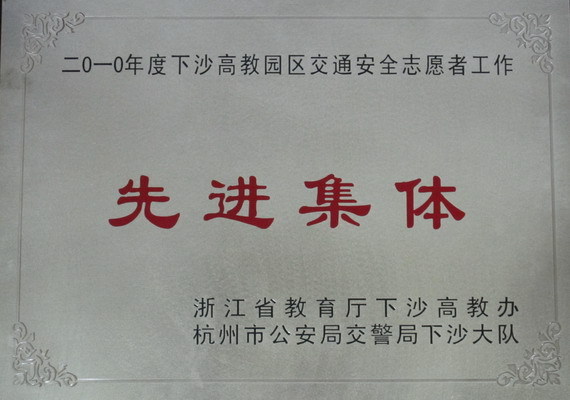 二0一0年度下沙高教园区交通安全志愿者工作
先进集体
浙江省教育厅下沙高教办
杭州市公安局交警局下沙大队